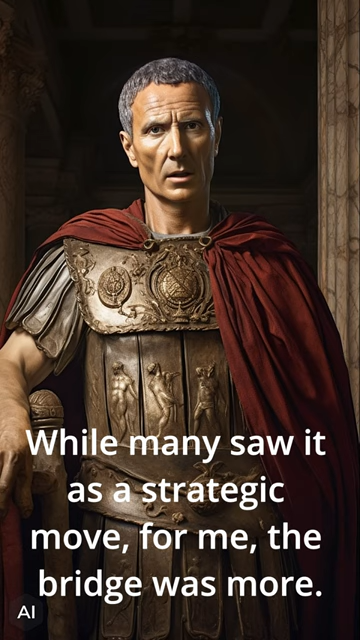 While many saw it
as a strategic
move, for me, the
bridge was more.
AI